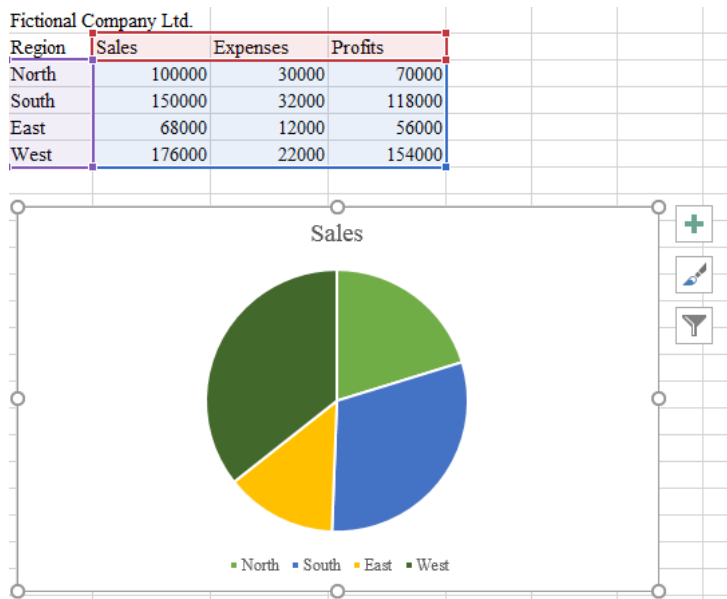 Fictional Company Ltd.
Region Sales Expenses Profits
North 100000 30000 70000
South 150000 32000 118000
East 68000 12000 56000
West 176000 22000 154000
Sales
North South East West